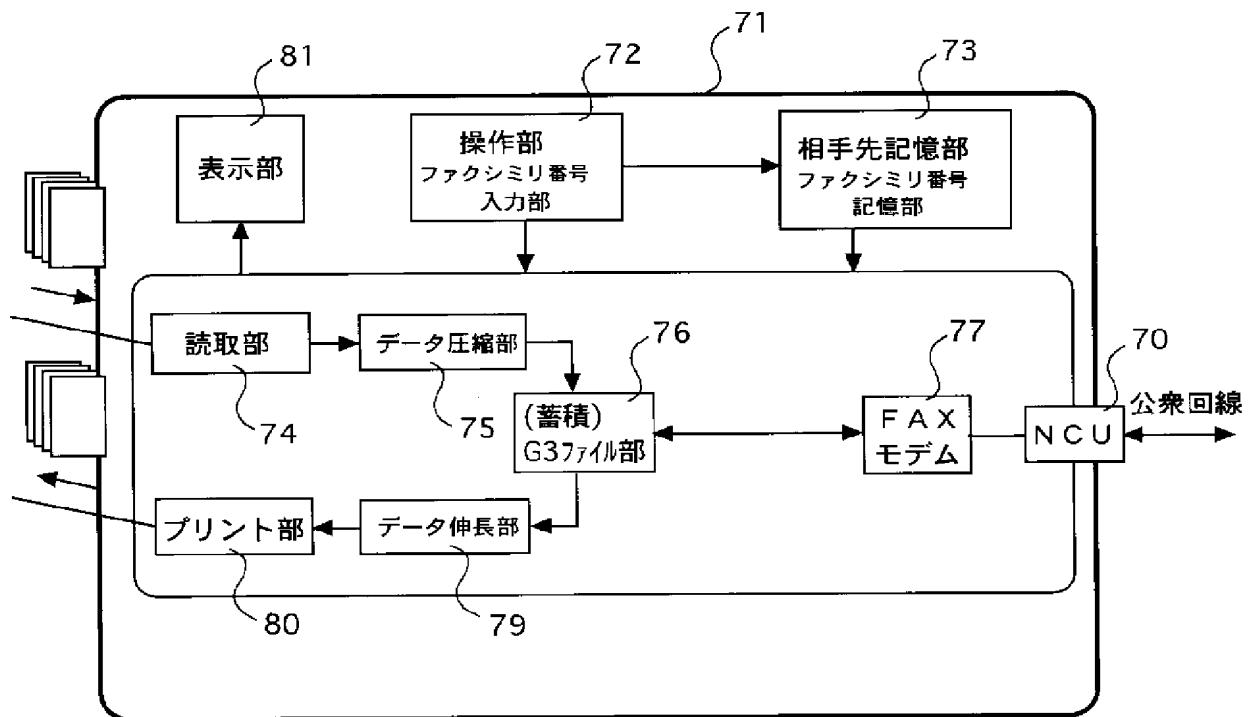 71
81
72
73
表示部
操作部
ファクシミリ番号
入力部
相手先記憶部
ファクシミリ番号
記憶部
読取部
データ圧縮部
76
77
70
74
75
(蓄積)
G3ファイル部
FAX
モデム
NCU
公衆回線
プリント部
データ伸長部
80
79